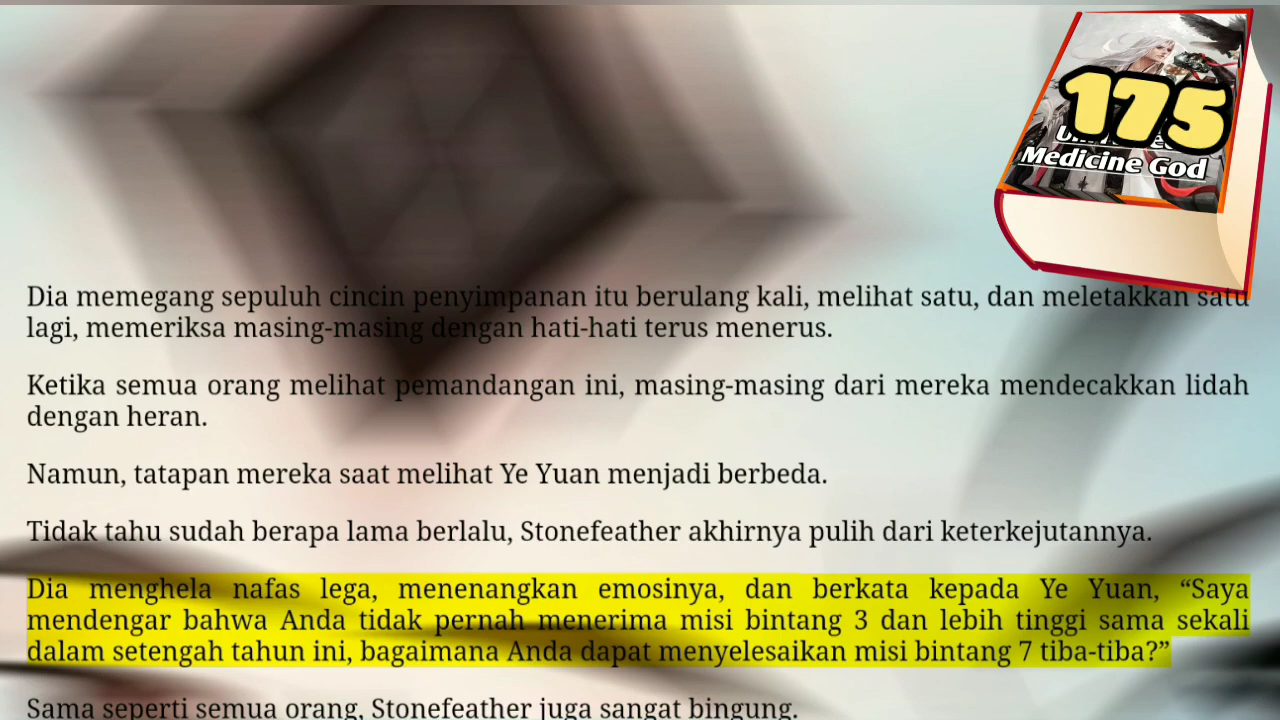 175
Medicine God
Dia memegang sepuluh cincin penyimpanan itu berulang kali, melihat satu, dan meletakkan satu
lagi, memeriksa masing-masing dengan hati-hati terus menerus.
Ketika semua orang melihat pemandangan ini, masing-masing dari mereka mendecakkan lidah
dengan heran.
Namun, tatapan mereka saat melihat Ye Yuan menjadi berbeda.
Tidak tahu sudah berapa lama berlalu, Stonefeather akhirnya pulih dari keterkejutannya.
Dia menghela nafas lega, menenangkan emosinya, dan berkata kepada Ye Yuan, “Saya
mendengar bahwa Anda tidak pernah menerima misi bintang 3 dan lebih tinggi sama sekali
dalam setengah tahun ini, bagaimana Anda dapat menyelesaikan misi bintang 7 tiba-tiba?”
Sama seperti semua orang, Stonefeather juga sangat bingung.